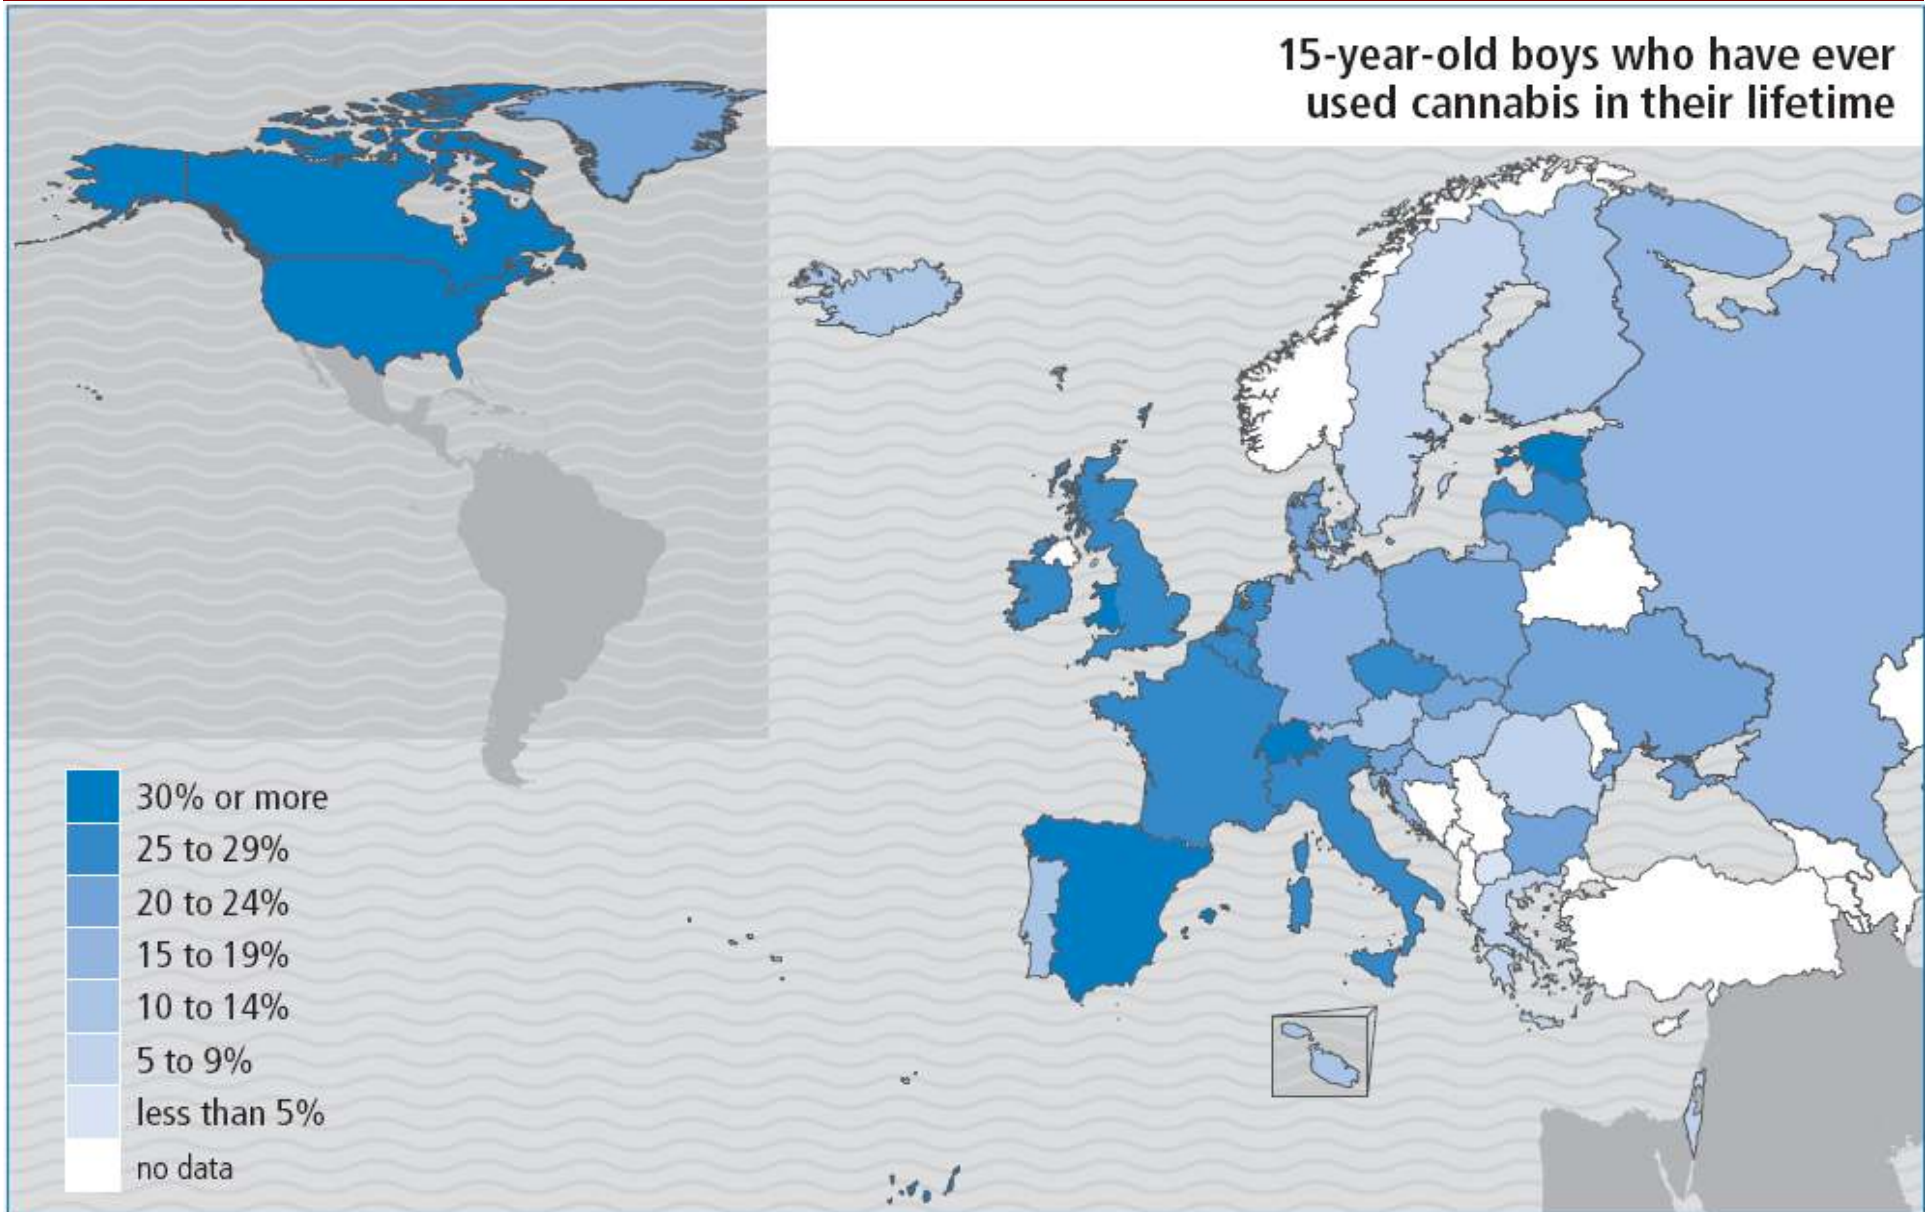 15-year-old boys who have ever
used cannabis in their lifetime
30% or more
25 to 29%
20 to 24%
15 to 19%
10 to 14%
5 to 9%
less than 5%
no data